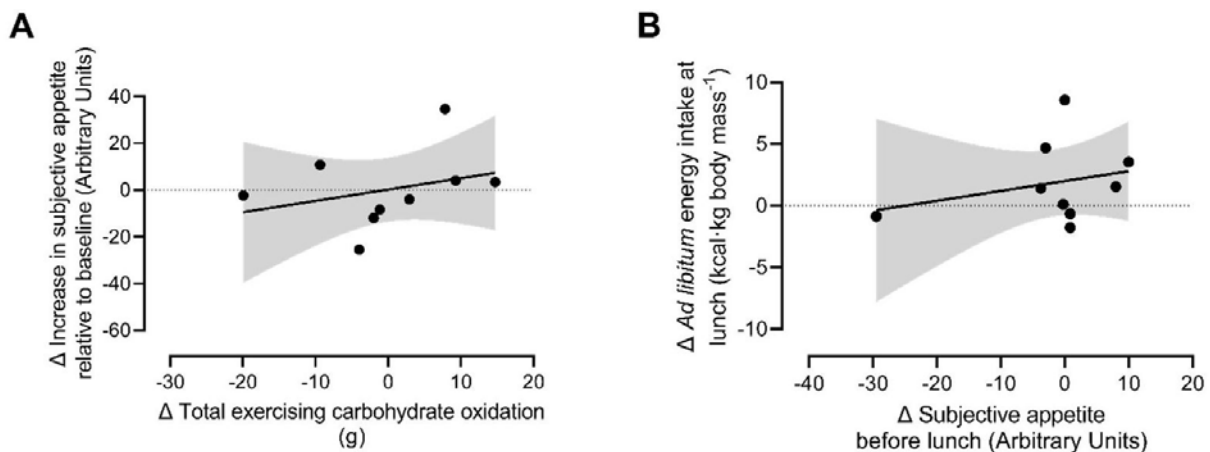 A
Δ Increase in subjective appetite
relative to baseline (Arbitrary Units)
40
20
0
-20
-40
-60
-30
-20
-10
0
10
20
Δ Total exercising carbohydrate oxidation
(g)
B
Δ Ad libitum energy intake at
lunch (kcal·kg body mass⁻¹)
10
5
0
-5
-10
-40
-30
-20
-10
0
10
20
Δ Subjective appetite
before lunch (Arbitrary Units)